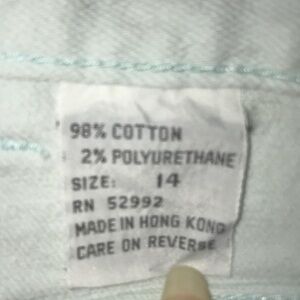 98% COTTON
2% POLYURETHANE
SIZE: 14
RN 52992
MADE IN HONG KONG
CARE ON REVERSE